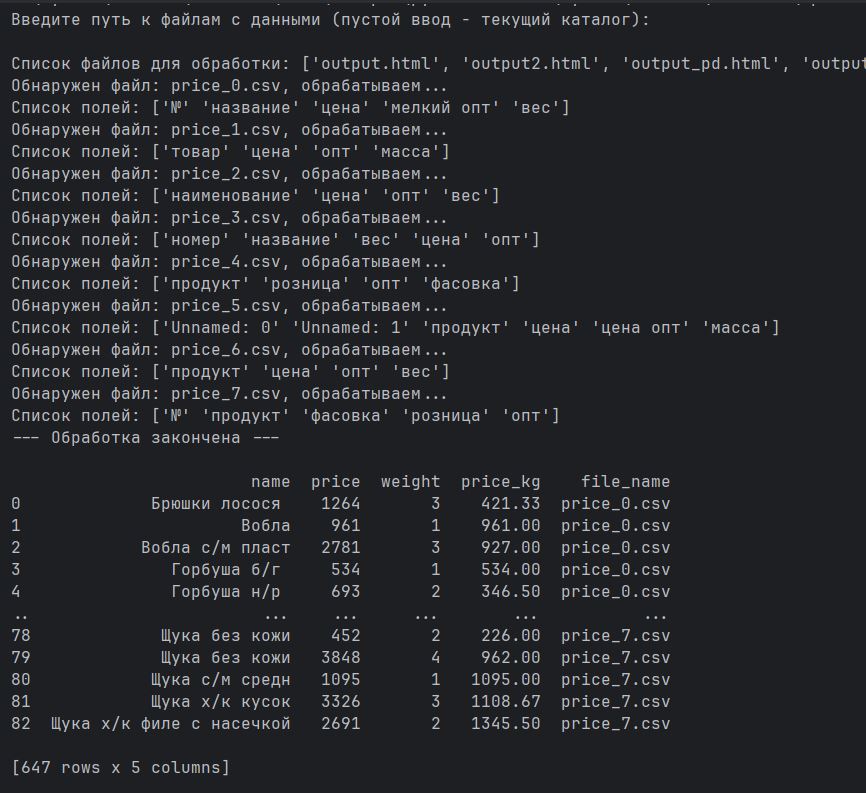 Введите путь к файлам с данными (пустой ввод - текущий каталог):
Список файлов для обработки: ['output.html', 'output2.html', 'output_pd.html', 'output
Обнаружен файл: price_0.csv, обрабатываем...
Список полей: ['№' 'название' 'цена' 'мелкий опт' 'вес']
Обнаружен файл: price_1.csv, обрабатываем...
Список полей: ['товар' 'цена' 'опт' 'масса']
Обнаружен файл: price_2.csv, обрабатываем...
Список полей: ['наименование' 'цена' 'опт' 'вес']
Обнаружен файл: price_3.csv, обрабатываем...
Список полей: ['номер' 'название' 'вес' 'цена' 'опт']
Обнаружен файл: price_4.csv, обрабатываем...
Список полей: ['продукт' 'розница' 'опт' 'фасовка']
Обнаружен файл: price_5.csv, обрабатываем...
Список полей: ['Unnamed: 0' 'Unnamed: 1' 'продукт' 'цена' 'цена опт' 'масса']
Обнаружен файл: price_6.csv, обрабатываем...
Список полей: ['продукт' 'цена' 'опт' 'вес']
Обнаружен файл: price_7.csv, обрабатываем...
Список полей: ['№' 'продукт' 'фасовка' 'розница' 'опт']
--- Обработка закончена ---
name price weight price_kg file_name
0 Брюшки лосося 1264 3 421.33 price_0.csv
1 Вобла 961 1 961.00 price_0.csv
2 Вобла с/м пласт 2781 3 927.00 price_0.csv
3 Горбуша б/г 534 1 534.00 price_0.csv
4 Горбуша н/р 693 2 346.50 price_0.csv
.. ... ... ... ... ...
78 Щука без кожи 452 2 226.00 price_7.csv
79 Щука без кожи 3848 4 962.00 price_7.csv
80 Щука с/м средн 1095 1 1095.00 price_7.csv
81 Щука х/к кусок 3326 3 1108.67 price_7.csv
82 Щука х/к филе с насечкой 2691 2 1345.50 price_7.csv
[647 rows x 5 columns]